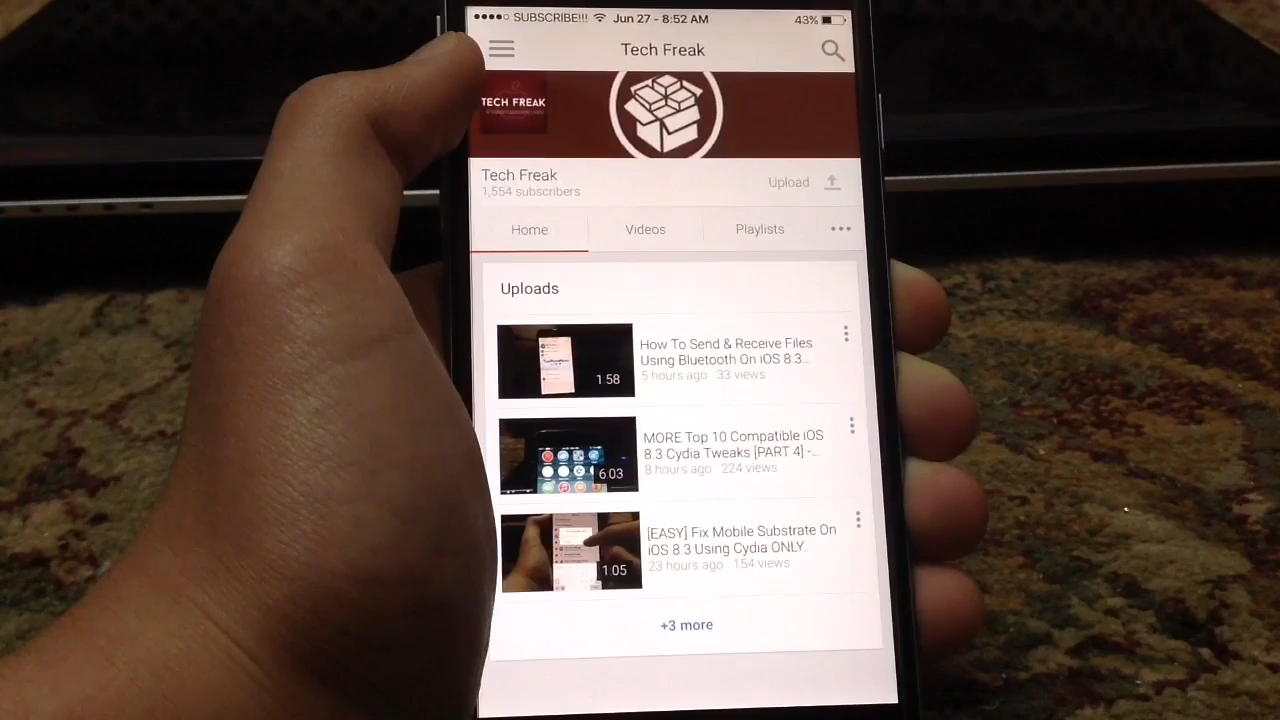 SUBSCRIBE!!! Jun 27 - 8:52 AM 43%
Tech Freak
TECH FREAK
Tech Freak
1,554 subscribers
Upload
Home Videos Playlists
Uploads
How To Send & Receive Files
Using Bluetooth On iOS 8.3...
5 hours ago 33 views
1:58
MORE Top 10 Compatible iOS
8.3 Cydia Tweaks [PART 4] -...
8 hours ago 224 views
6:03
[EASY] Fix Mobile Substrate On
iOS 8.3 Using Cydia ONLY..
23 hours ago 154 views
1:05
+3 more